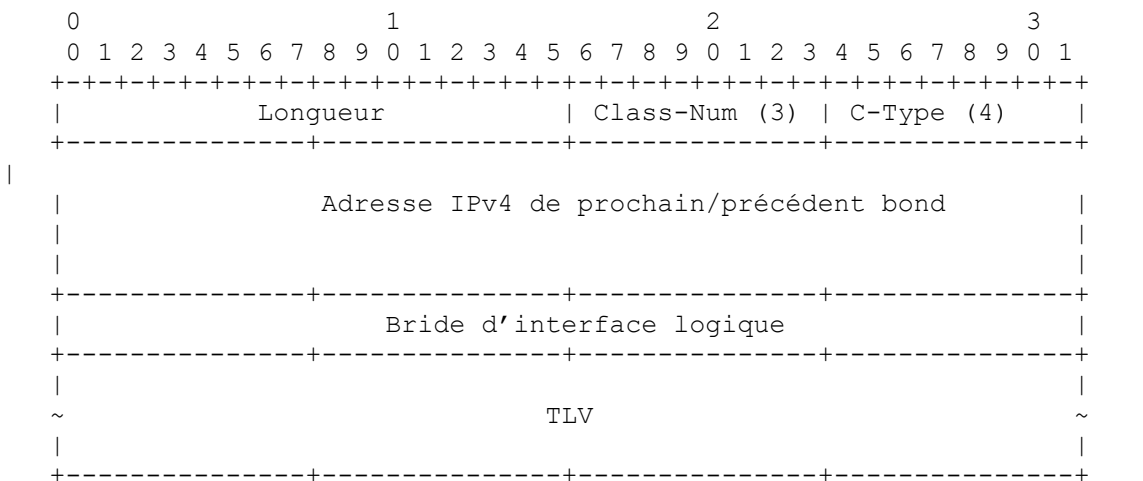 0                   1                   2                   3
0 1 2 3 4 5 6 7 8 9 0 1 2 3 4 5 6 7 8 9 0 1 2 3 4 5 6 7 8 9 0 1
+-+-+-+-+-+-+-+-+-+-+-+-+-+-+-+-+-+-+-+-+-+-+-+-+-+-+-+-+-+-+-+-+
|            Longueur           | Class-Num (3) | C-Type (4)    |
+---------------+---------------+---------------+---------------+
|
|                Adresse IPv4 de prochain/précédent bond        |
|                                                               |
|                                                               |
+---------------+---------------+---------------+---------------+
|                    Bride d’interface logique                  |
+---------------+---------------+---------------+---------------+
|                                                               |
~                              TLV                              ~
|                                                               |
+---------------+---------------+---------------+---------------+